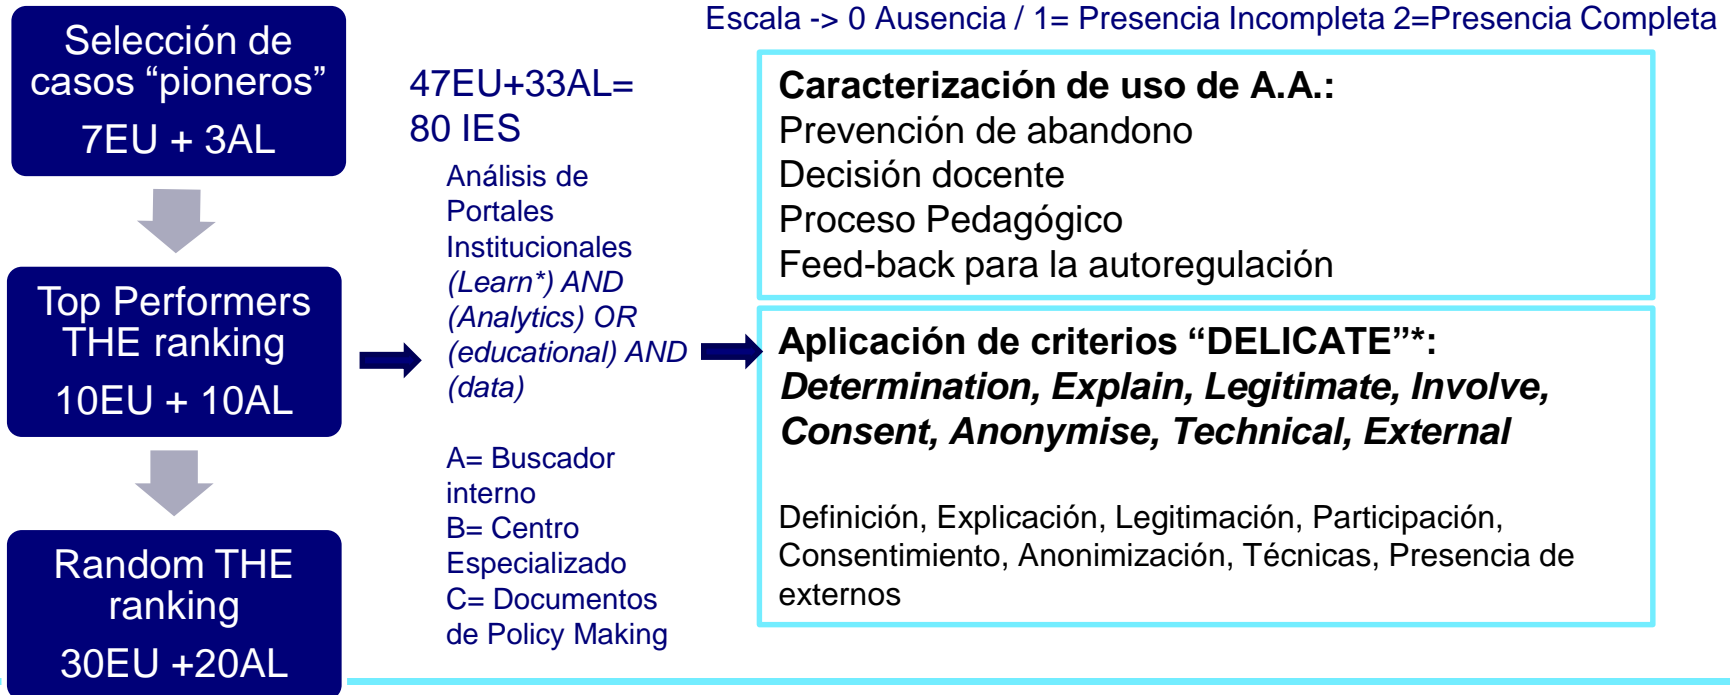 Escala -> 0 Ausencia / 1= Presencia Incompleta 2=Presencia Completa
Selección de
casos “pioneros”
7EU + 3AL
Top Performers
THE ranking
10EU + 10AL
Random THE
ranking
30EU +20AL
47EU+33AL=
80 IES
Análisis de
Portales
Institucionales
(Learn*) AND
(Analytics) OR
(educational) AND
(data)
A= Buscador
interno
B= Centro
Especializado
C= Documentos
de Policy Making
Caracterización de uso de A.A.:
Prevención de abandono
Decisión docente
Proceso Pedagógico
Feed-back para la autoregulación
Aplicación de criterios “DELICATE”*:
Determination, Explain, Legitimate, Involve,
Consent, Anonymise, Technical, External
Definición, Explicación, Legitimación, Participación,
Consentimiento, Anonimización, Técnicas, Presencia de
externos